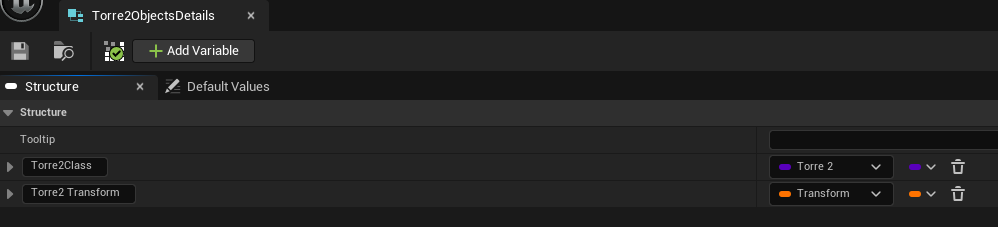 Torre2ObjectsDetails
Add Variable
Structure
Default Values
Structure
Tooltip
Torre2Class
Torre 2
Torre2 Transform
Transform